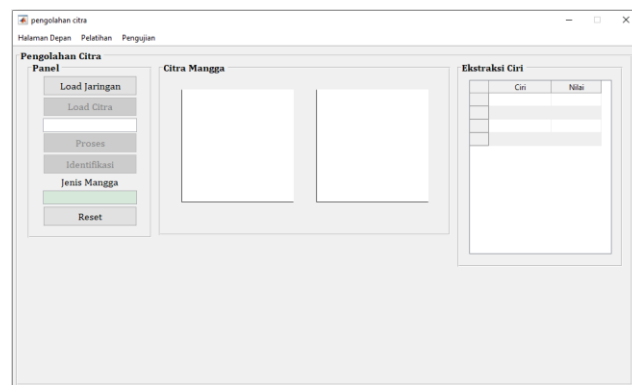 pengolahan citra
Halaman Depan Pelatihan Pengujian
Pengolahan Citra
Panel
Load Jaringan
Load Citra
Proses
Identifikasi
Jenis Mangga
Reset
Citra Mangga
Ekstraksi Ciri
Ciri Nilai